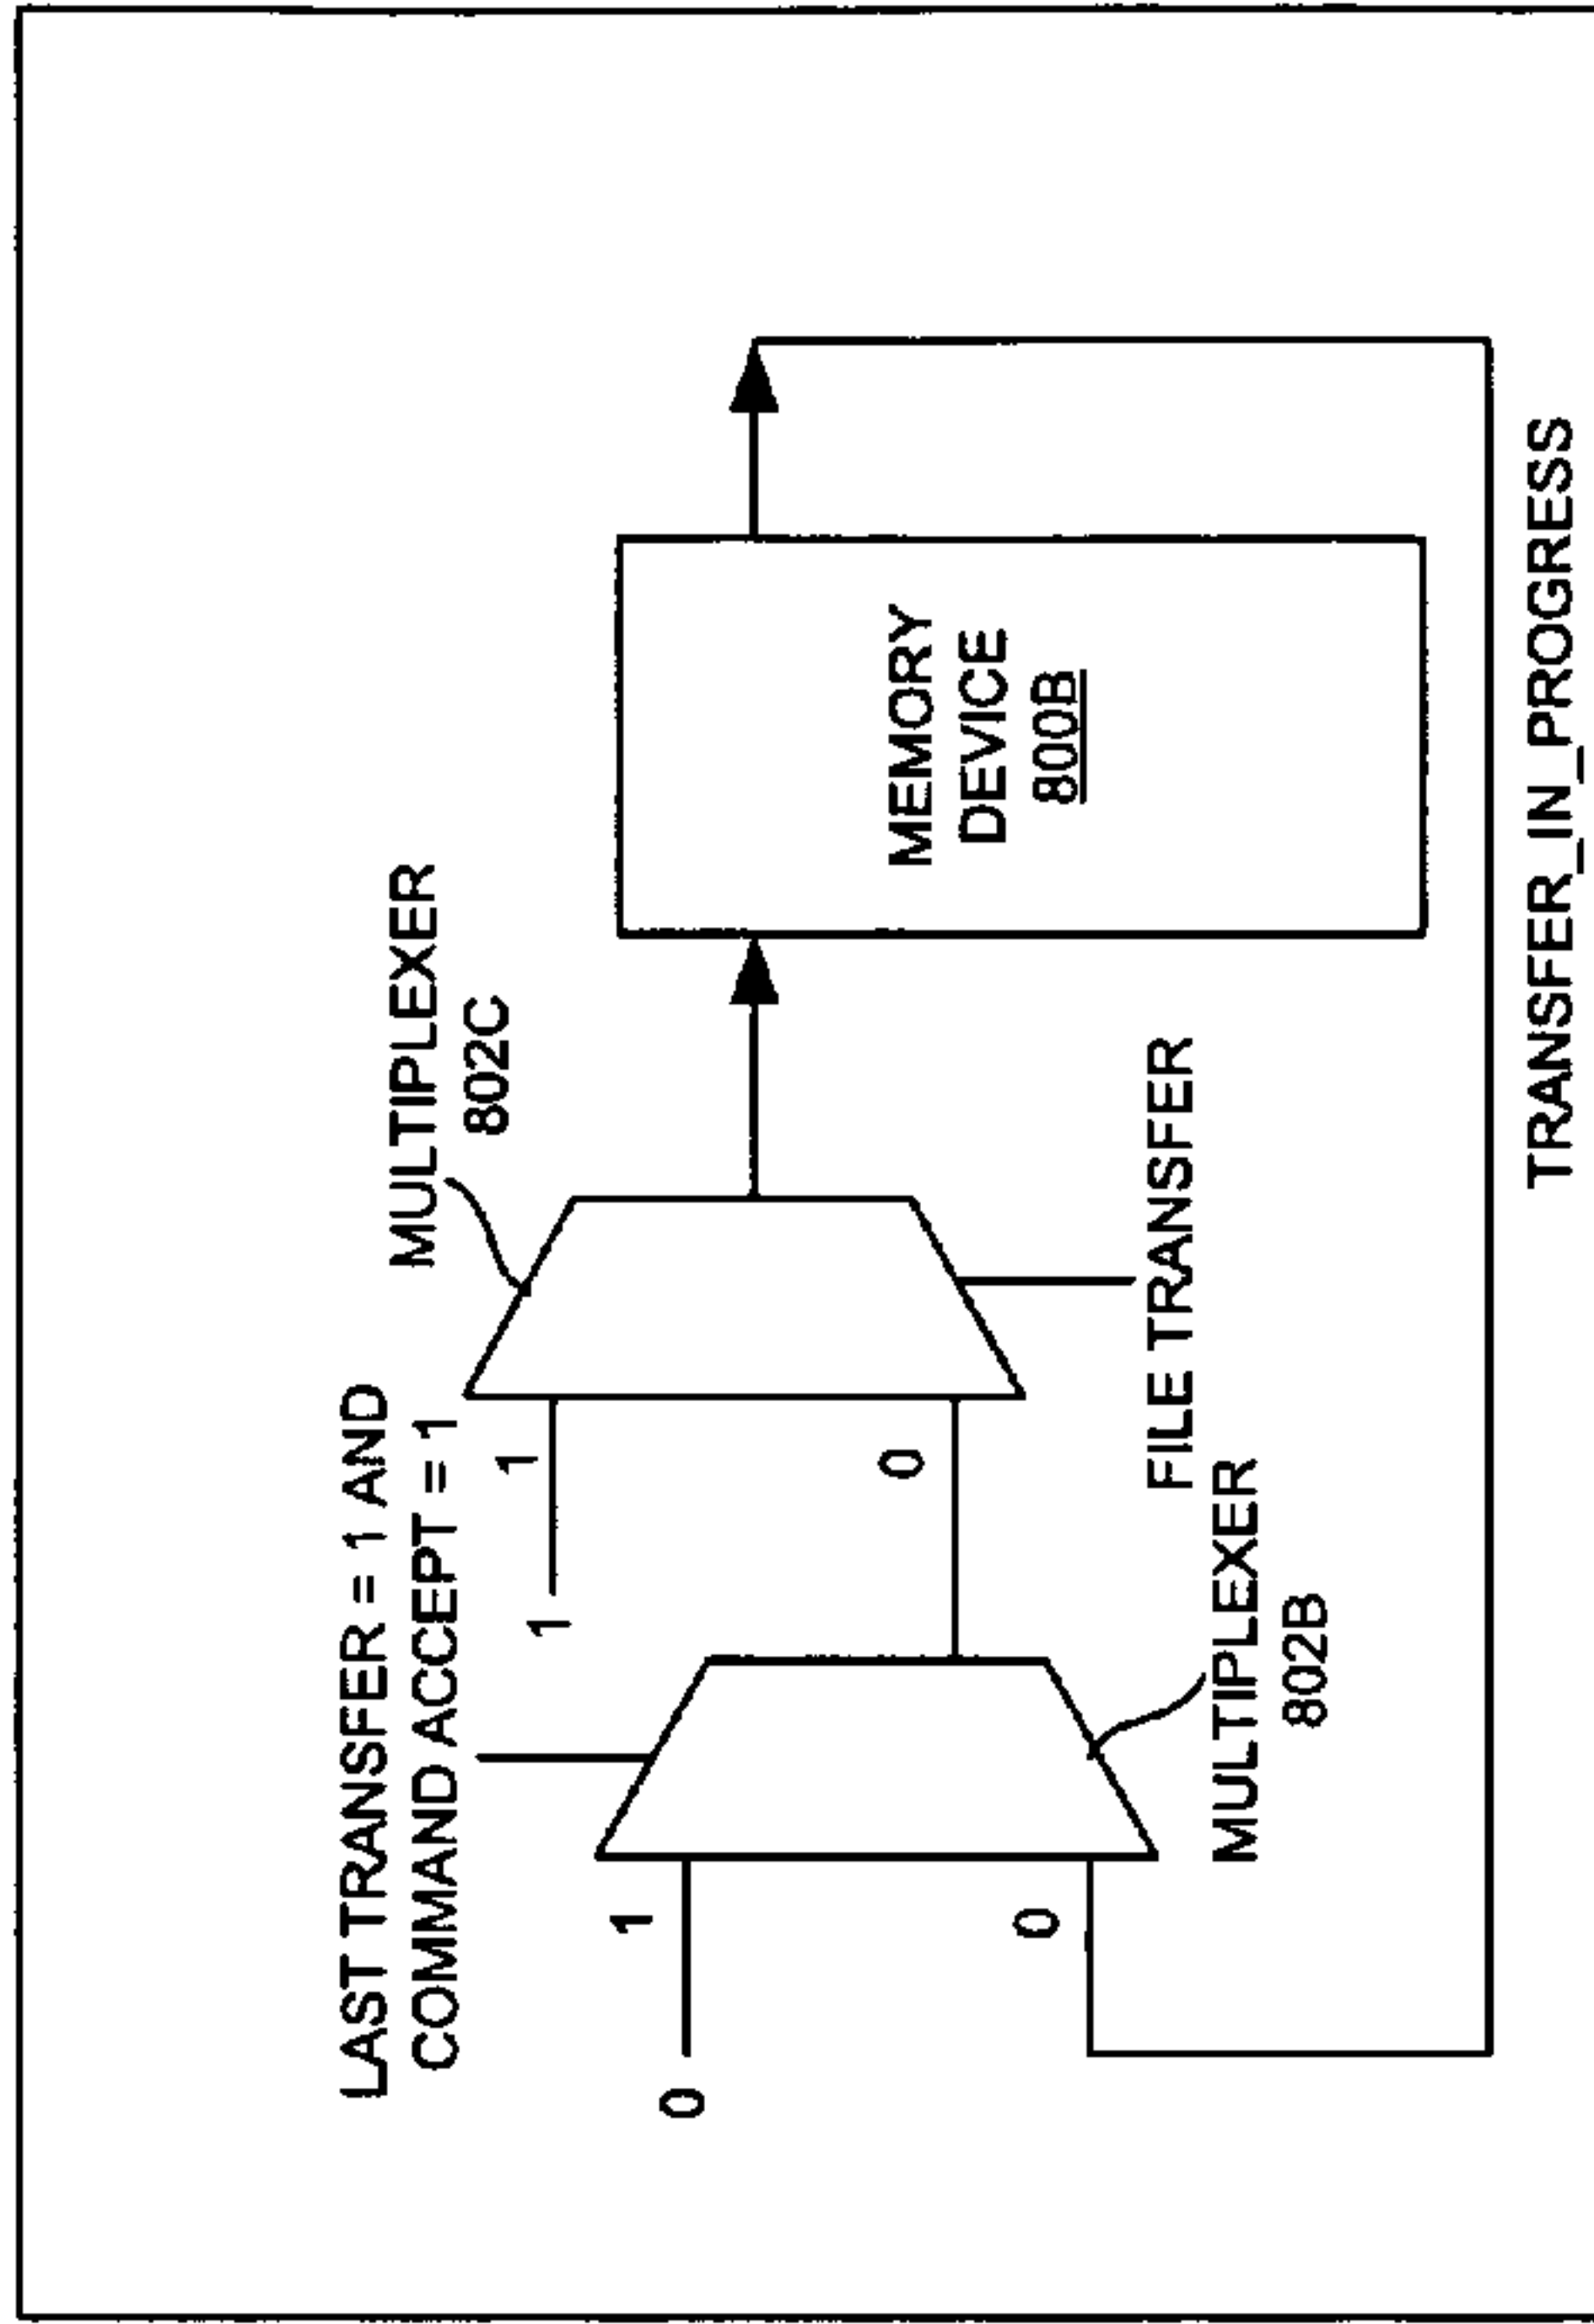 LAST TRANSFER = 1 AND
COMMAND ACCEPT = 1
MULTIPLEXER
802C
0
1
0
1
1
0
MEMORY
DEVICE
800B
FILE TRANSFER
MULTIPLEXER
802B
TRANSFER_IN_PROGRESS